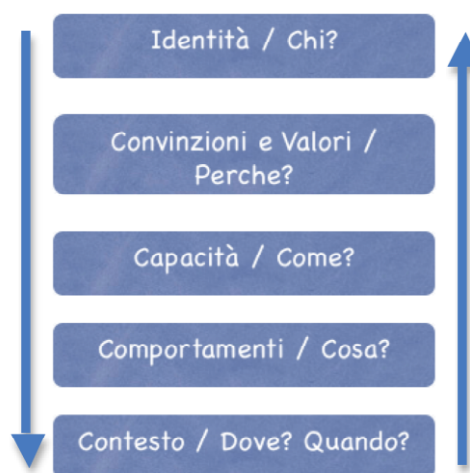 Identità / Chi?
Convinzioni e Valori /
Perche?
Capacità / Come?
Comportamenti / Cosa?
Contesto / Dove? Quando?